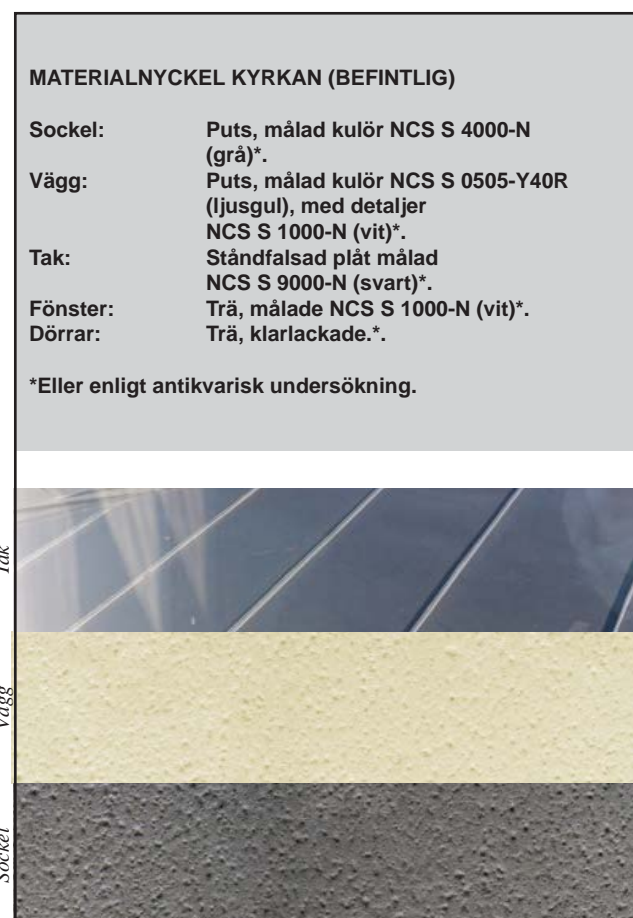 MATERIALNYCKEL KYRKAN (BEFINTLIG)
Sockel: Puts, målad kulör NCS S 4000-N
(grå)*.
Vägg: Puts, målad kulör NCS S 0505-Y40R
(ljusgul), med detaljer
NCS S 1000-N (vit)*.
Tak: Ståndfalsad plåt målad
NCS S 9000-N (svart)*.
Fönster: Trä, målade NCS S 1000-N (vit)*.
Dörrar: Trä, klarlackade.*.
*Eller enligt antikvarisk undersökning.
Tak
Vägg
Sockel